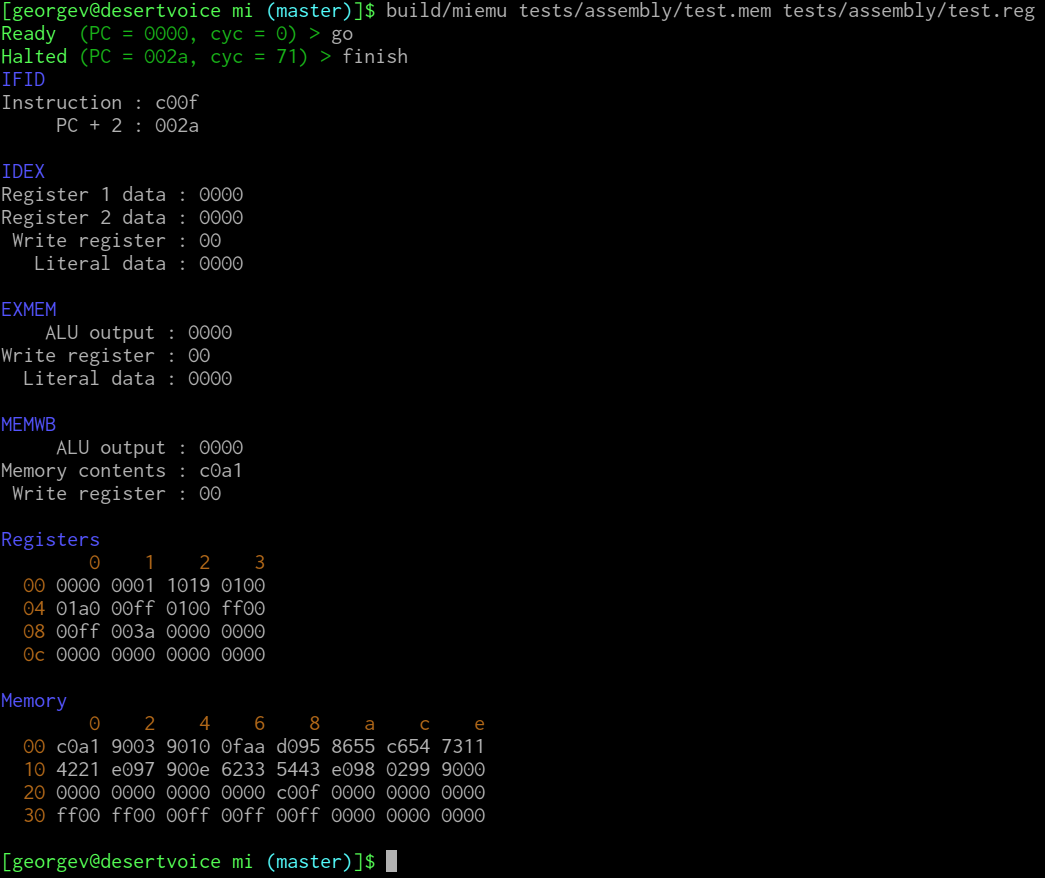 [georgev@desertvoice mi (master)]$ build/miemu tests/assembly/test.mem tests/assembly/test.reg
Ready  (PC = 0000, cyc = 0) > go
Halted (PC = 002a, cyc = 71) > finish
IFID
Instruction : c00f
     PC + 2 : 002a

IDEX
Register 1 data : 0000
Register 2 data : 0000
 Write register : 00
   Literal data : 0000

EXMEM
    ALU output : 0000
Write register : 00
  Literal data : 0000

MEMWB
     ALU output : 0000
Memory contents : c0a1
 Write register : 00

Registers
        0    1    2    3
  00 0000 0001 1019 0100
  04 01a0 00ff 0100 ff00
  08 00ff 003a 0000 0000
  0c 0000 0000 0000 0000

Memory
        0    2    4    6    8    a    c    e
  00 c0a1 9003 9010 0faa d095 8655 c654 7311
  10 4221 e097 900e 6233 5443 e098 0299 9000
  20 0000 0000 0000 0000 c00f 0000 0000 0000
  30 ff00 ff00 00ff 00ff 00ff 0000 0000 0000

[georgev@desertvoice mi (master)]$